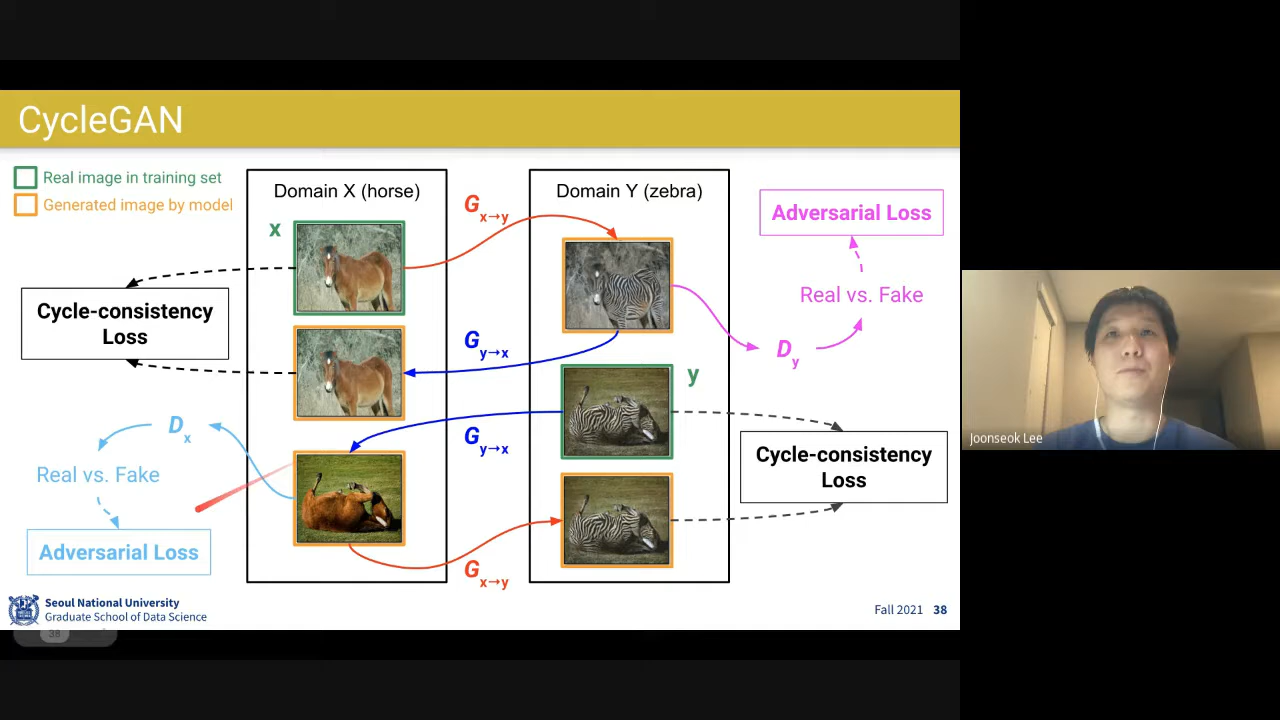 CycleGAN
Real image in training set
Generated image by model
Domain X (horse)
Domain Y (zebra)
x
G x→y
Adversarial Loss
Real vs. Fake
Cycle-consistency
Loss
G y→x
D y
y
D x
G y→x
Real vs. Fake
Cycle-consistency
Loss
Adversarial Loss
G x→y
Seoul National University
Graduate School of Data Science
Fall 2021 38
38
Joonseok Lee